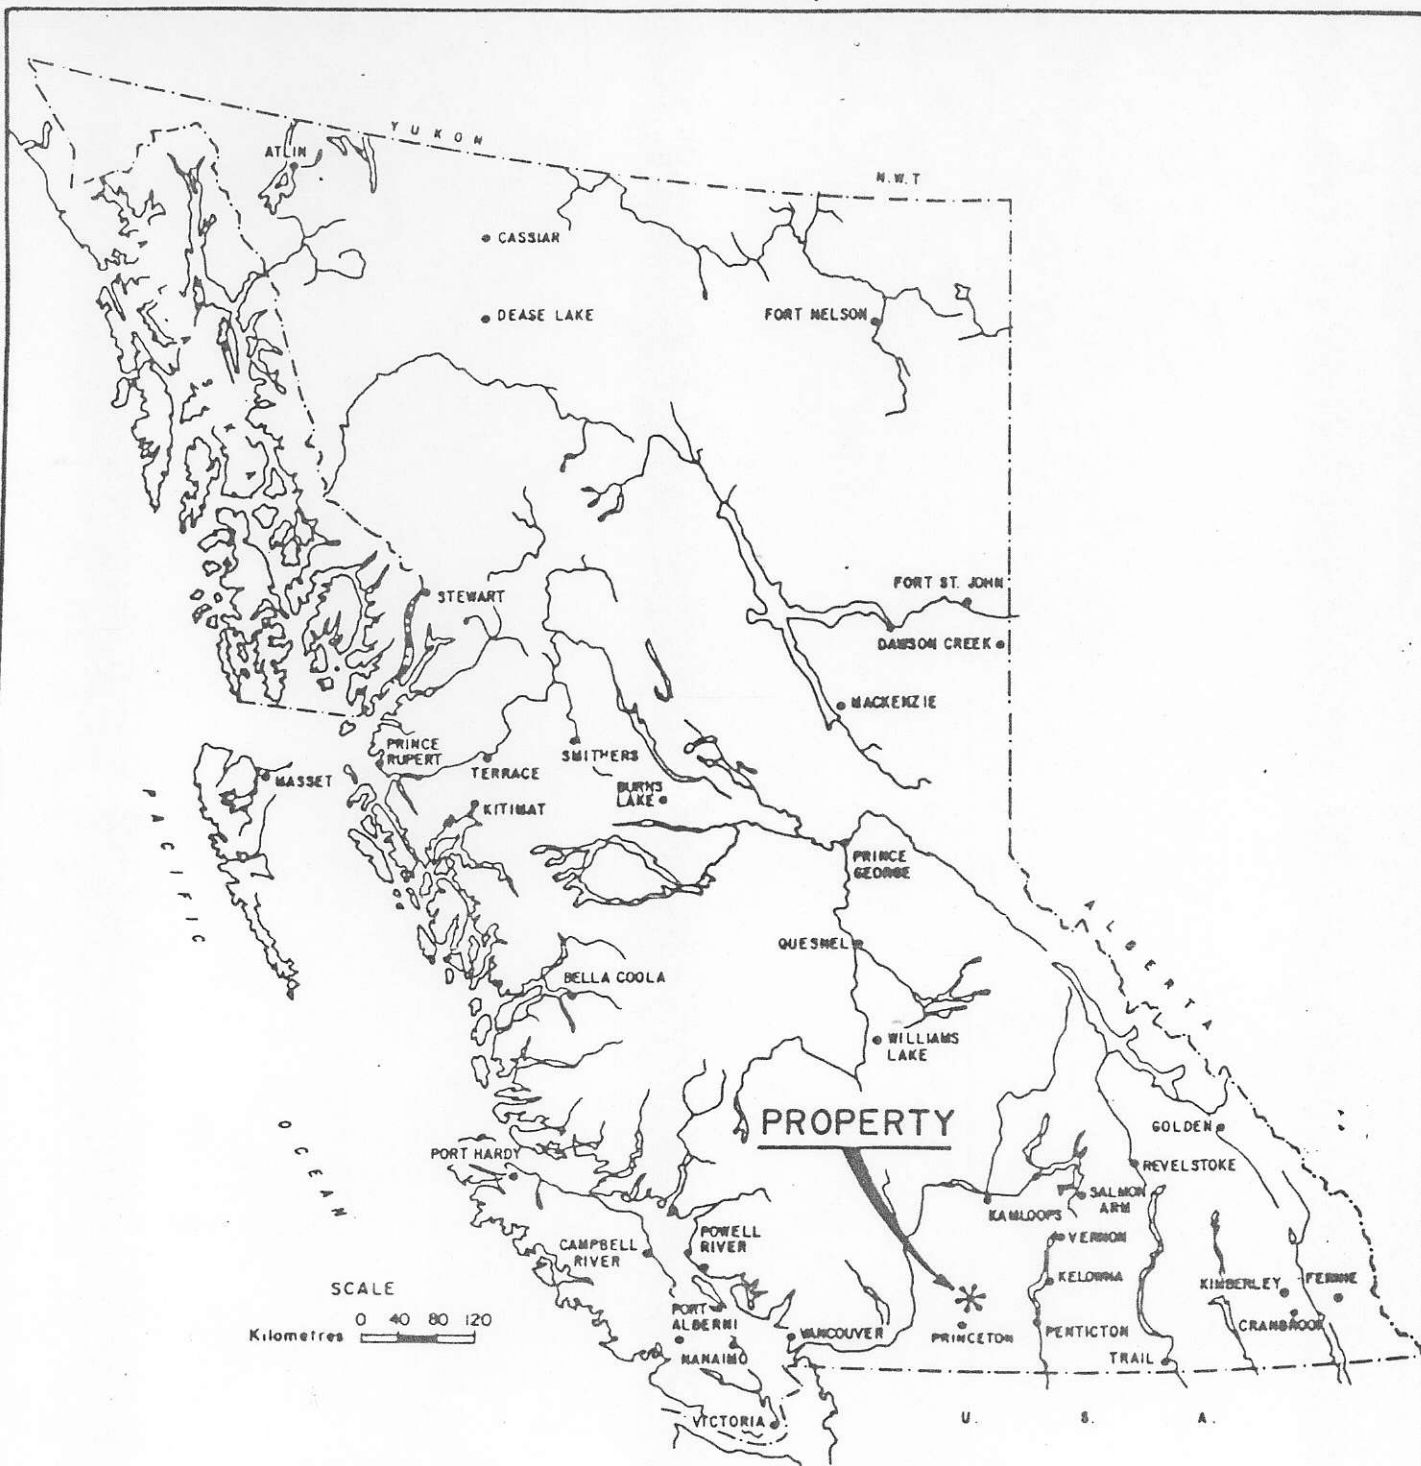 YUKON
N.W.T
ATLIN
CASSIAR
DEASE LAKE
FORT NELSON
ALASKA
STEWART
FORT ST. JOHN
DAWSON CREEK
MACKENZIE
PRINCE
RUPERT
TERRACE
SMITHERS
MASSET
KITIMAT
BURNS
LAKE
PACIFIC
PRINCE
GEORGE
ALBERTA
QUESNEL
BELLA COOLA
WILLIAMS
LAKE
PROPERTY
OCEAN
GOLDEN
PORT HARDY
REVELSTOKE
SALMON
ARM
KAMLOOPS
POWELL
RIVER
CAMPBELL
RIVER
VERNON
KELOWNA
KIMBERLEY
FERNIE
SCALE
Kilometres 0 40 80 120
PORT
ALBERNI
VANCOUVER
PRINCETON
PENTICTON
CRANBROOK
NANAIMO
TRAIL
VICTORIA
U. S. A.